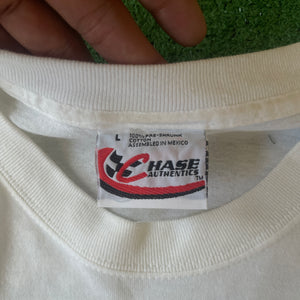 L 100% PRE-SHRUNK
COTTON
ASSEMBLED IN MEXICO
CHASE
AUTHENTICS TM